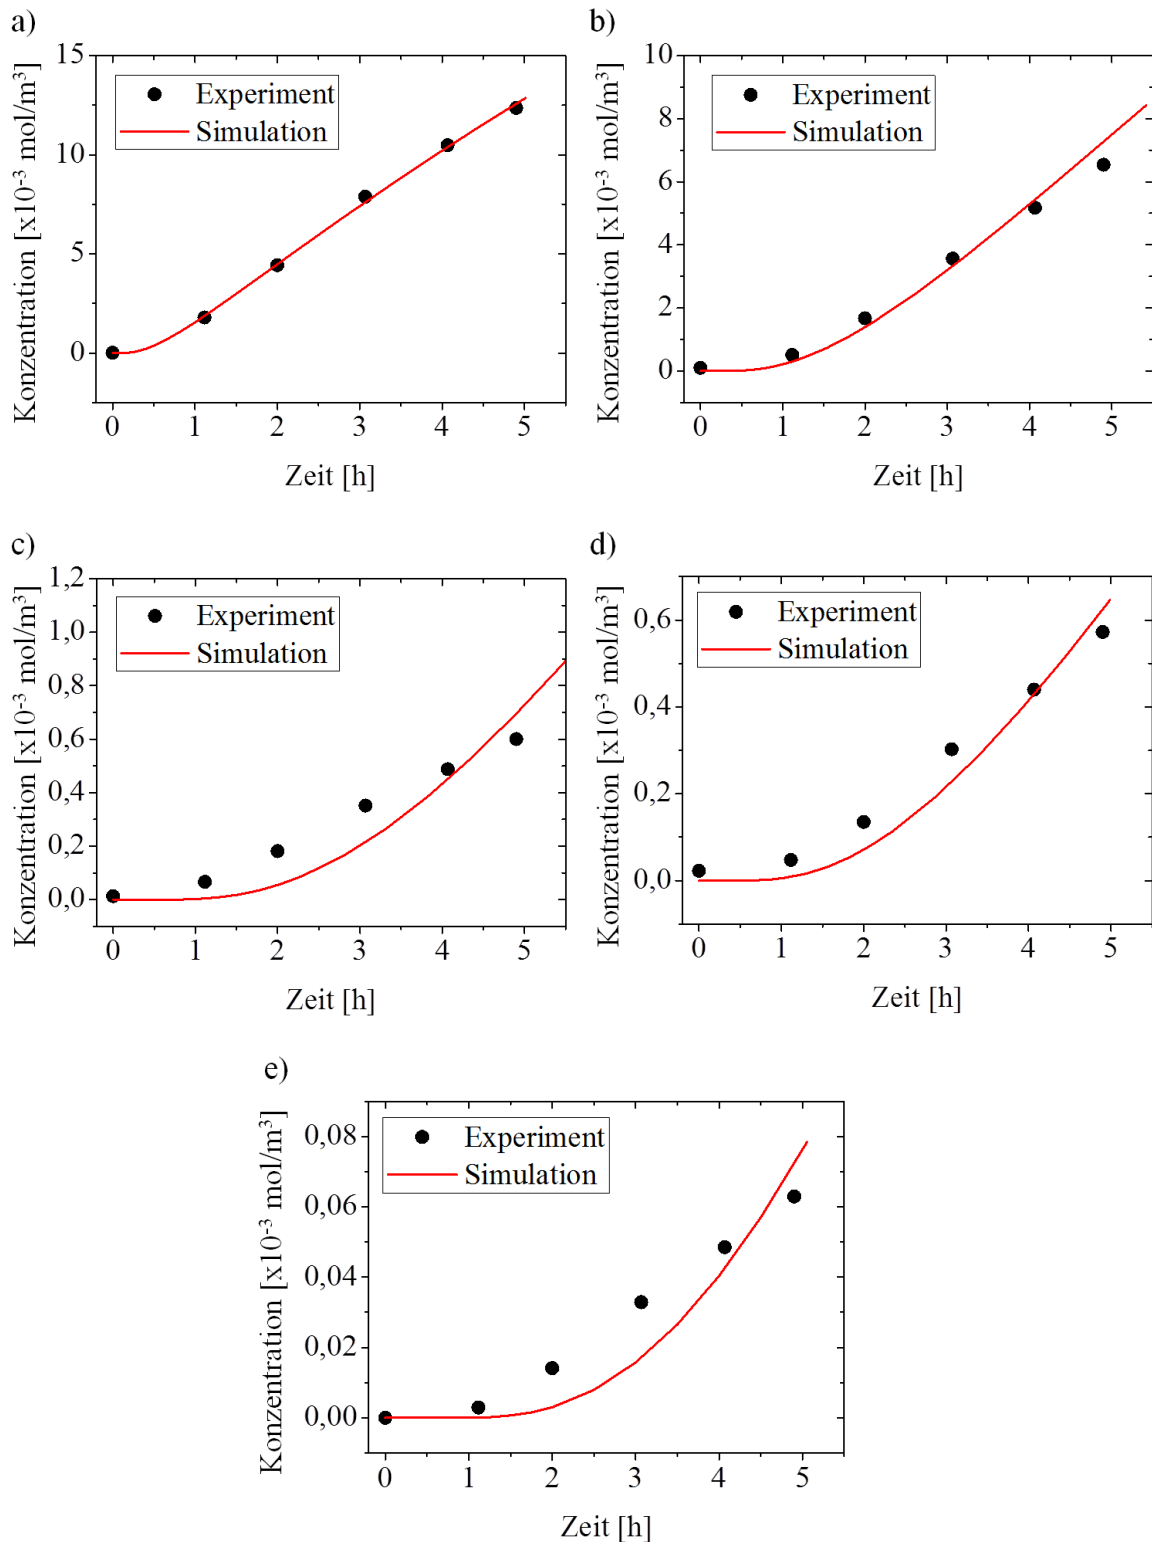 a)
Konzentration [x10⁻³ mol/m³]
15
10
5
0
Experiment
Simulation
0 1 2 3 4 5
Zeit [h]
b)
Konzentration [x10⁻³ mol/m³]
10
8
6
4
2
0
Experiment
Simulation
0 1 2 3 4 5
Zeit [h]
c)
Konzentration [x10⁻³ mol/m³]
1,2
1,0
0,8
0,6
0,4
0,2
0,0
Experiment
Simulation
0 1 2 3 4 5
Zeit [h]
d)
Konzentration [x10⁻³ mol/m³]
0,6
0,4
0,2
0,0
Experiment
Simulation
0 1 2 3 4 5
Zeit [h]
e)
Konzentration [x10⁻³ mol/m³]
0,08
0,06
0,04
0,02
0,00
Experiment
Simulation
0 1 2 3 4 5
Zeit [h]